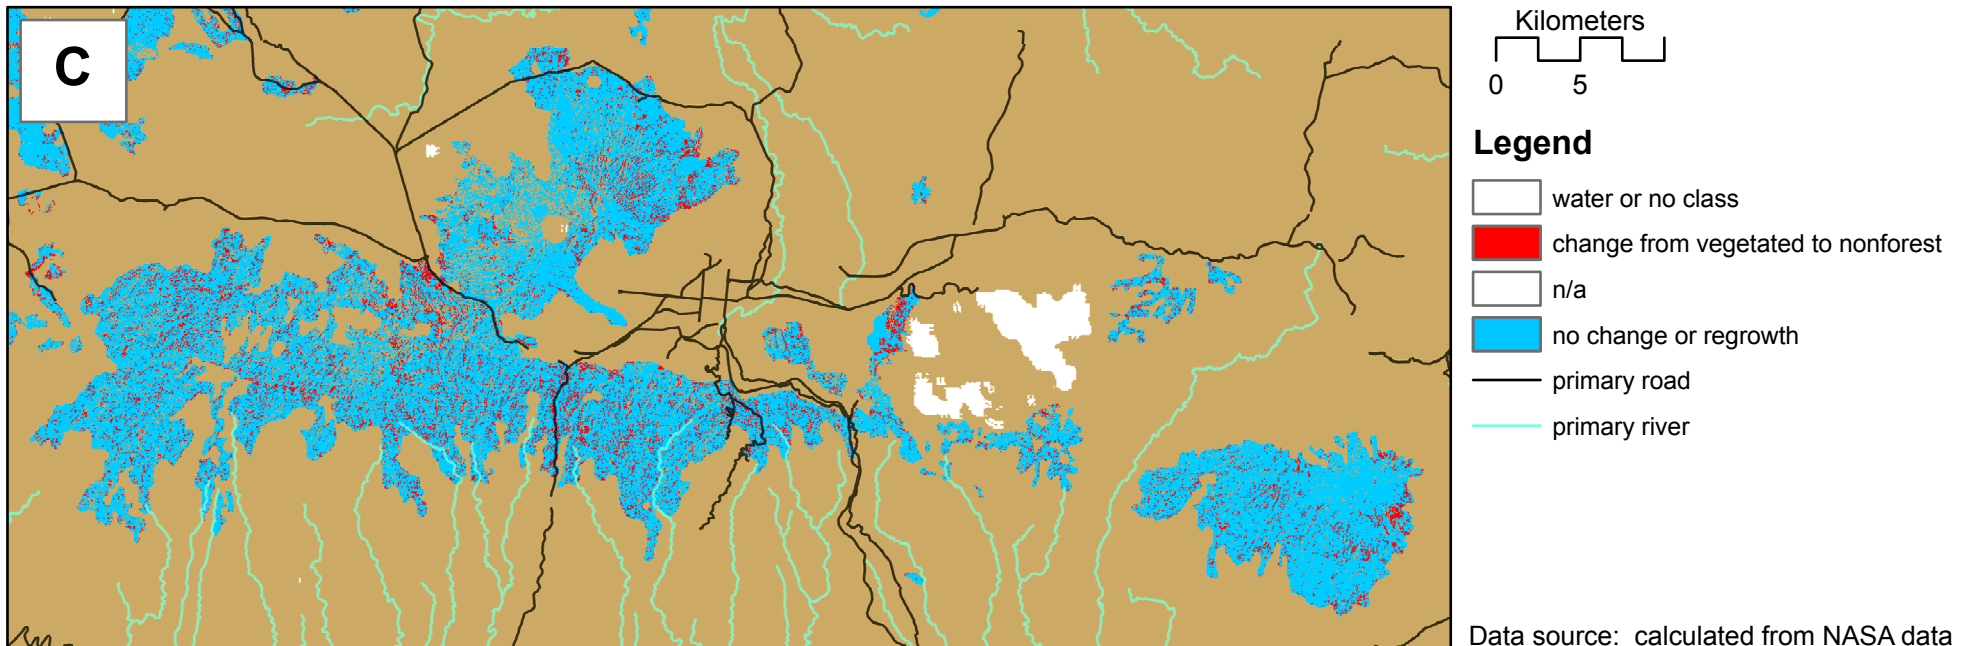 C
Kilometers
0 5
Legend
water or no class
change from vegetated to nonforest
n/a
no change or regrowth
primary road
primary river
Data source: calculated from NASA data